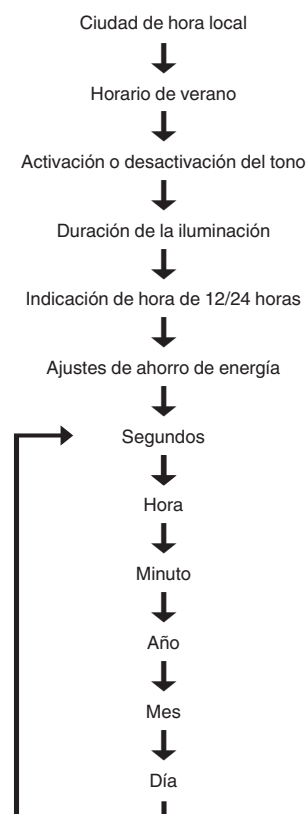 Ciudad de hora local
Horario de verano
Activación o desactivación del tono
Duración de la iluminación
Indicación de hora de 12/24 horas
Ajustes de ahorro de energía
Segundos
Hora
Minuto
Año
Mes
Día